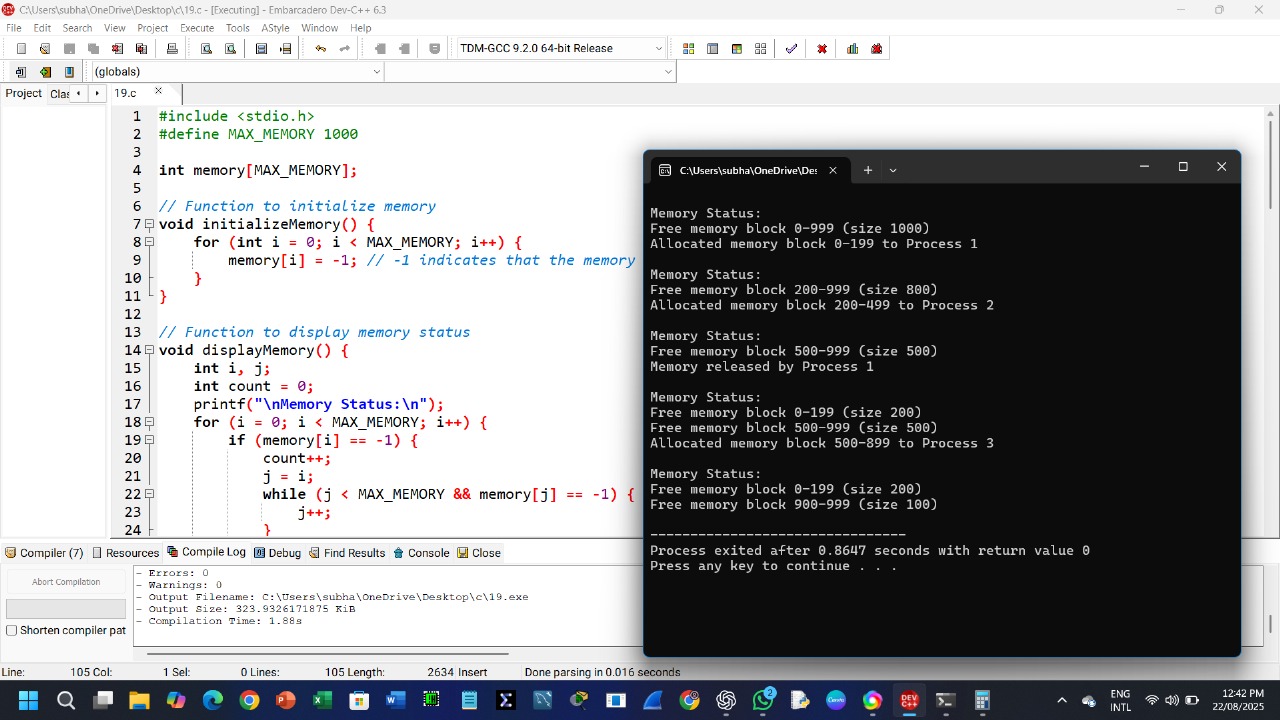 C:\Users\subha\OneDrive\Desktop\c\19.c - [Executing] - Embarcadero Dev-C++ 6.3
File Edit Search View Project Execute Tools AStyle Window Help
TDM-GCC 9.2.0 64-bit Release
(globals)
Project Clas 19.c
1 #include <stdio.h>
2 #define MAX_MEMORY 1000
3
4 int memory[MAX_MEMORY];
5
6 // Function to initialize memory
7 void initializeMemory() {
8 for (int i = 0; i < MAX_MEMORY; i++) {
9 memory[i] = -1; // -1 indicates that the memory
10 }
11 }
12
13 // Function to display memory status
14 void displayMemory() {
15 int i, j;
16 int count = 0;
17 printf("\nMemory Status:\n");
18 for (i = 0; i < MAX_MEMORY; i++) {
19 if (memory[i] == -1) {
20 count++;
21 j = i;
22 while (j < MAX_MEMORY && memory[j] == -1) {
23 j++;
24 }
C:\Users\subha\OneDrive\Des
Memory Status:
Free memory block 0-999 (size 1000)
Allocated memory block 0-199 to Process 1
Memory Status:
Free memory block 200-999 (size 800)
Allocated memory block 200-499 to Process 2
Memory Status:
Free memory block 500-999 (size 500)
Memory released by Process 1
Memory Status:
Free memory block 0-199 (size 200)
Free memory block 500-999 (size 500)
Allocated memory block 500-899 to Process 3
Memory Status:
Free memory block 0-199 (size 200)
Free memory block 900-999 (size 100)
--------------------------------
Process exited after 0.8647 seconds with return value 0
Press any key to continue . . .
Compiler (7) Resources Compile Log Debug Find Results Console Close
Abort Compilation
Shorten compiler pat
- Errors: 0
- Warnings: 0
- Output Filename: C:\Users\subha\OneDrive\Desktop\c\19.exe
- Output Size: 323.9326171875 KiB
- Compilation Time: 1.88s
Line: 105 Col: 1 Sel: 0 Lines: 105 Length: 2634 Insert Done parsing in 0.016 seconds
ENG
INTL
12:42 PM
22/08/2025